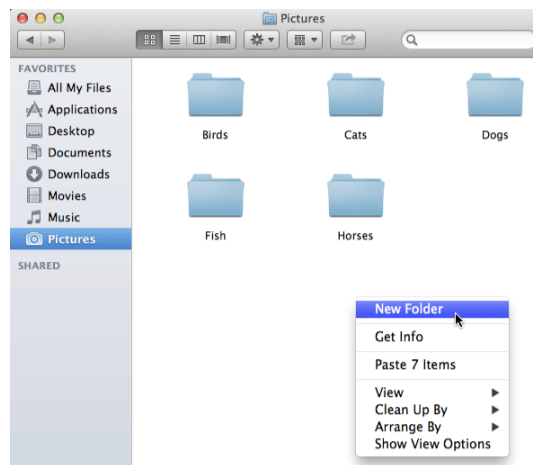 Pictures
FAVORITES
All My Files
Applications
Desktop
Documents
Downloads
Movies
Music
Pictures
SHARED
Birds Cats Dogs
Fish Horses
New Folder
Get Info
Paste 7 Items
View
Clean Up By
Arrange By
Show View Options